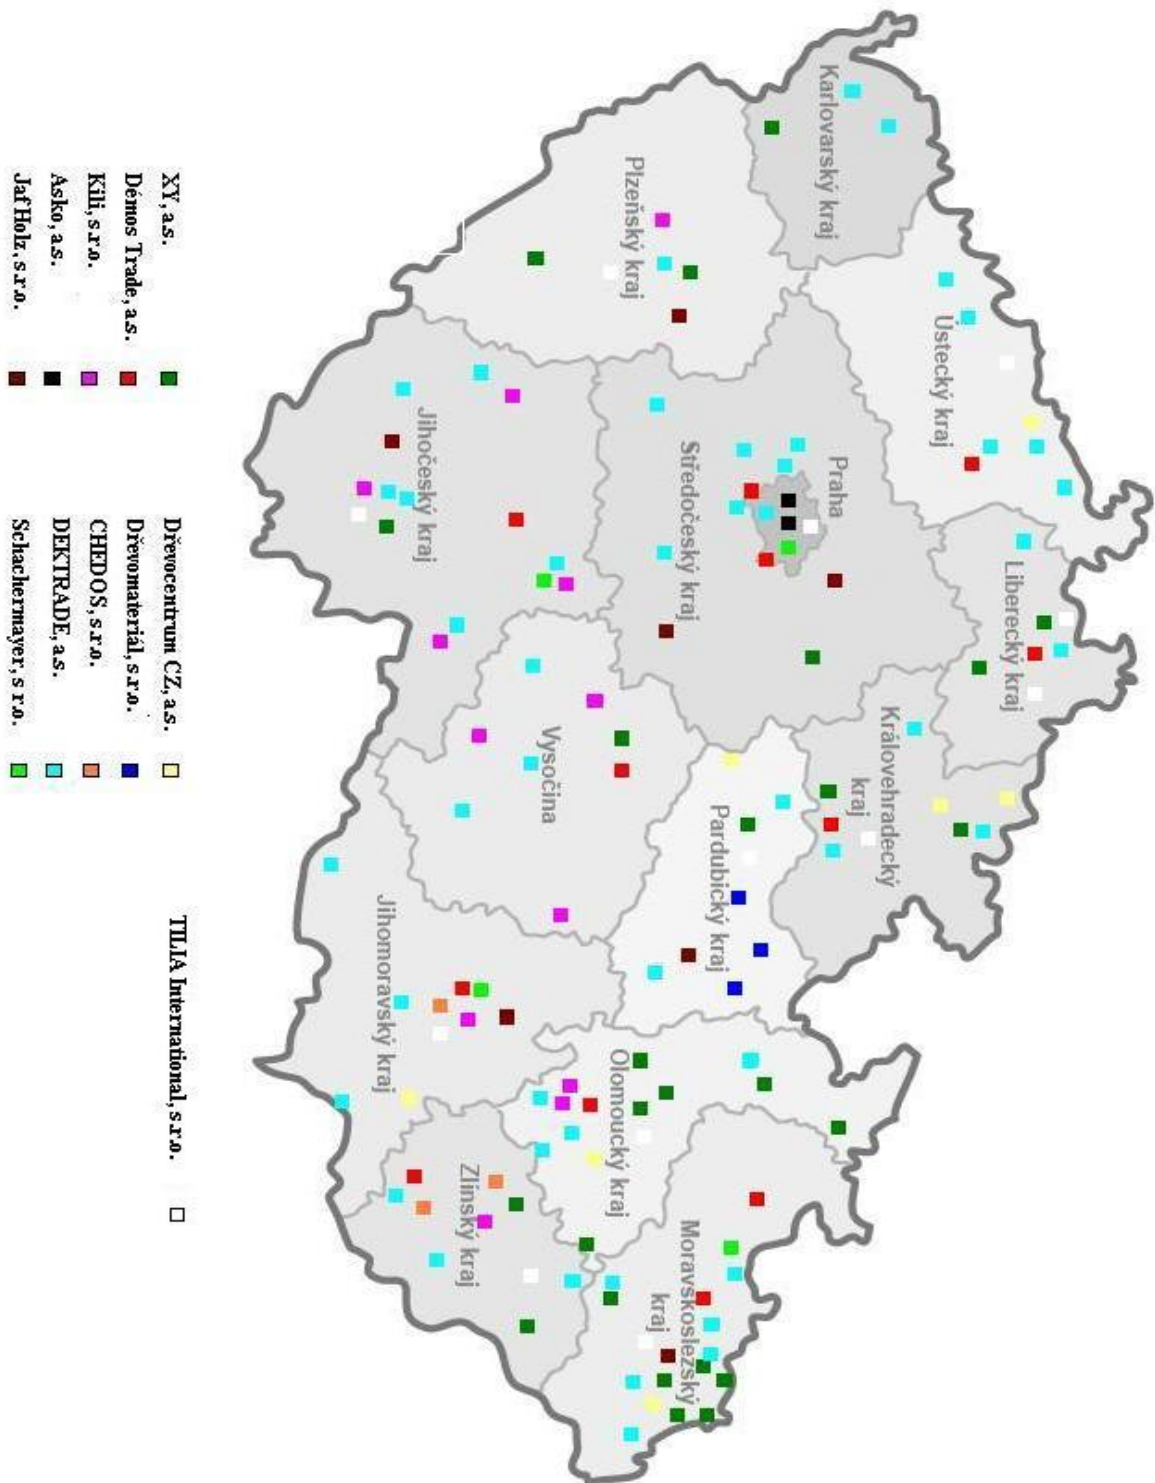 Karlovarský kraj
Ústecký kraj
Liberecký kraj
Královehradecký
kraj
Plzeňský kraj
Praha
Středočeský kraj
Pardubický kraj
Jihočeský kraj
Vysočina
Jihomoravský kraj
Olomoucký kraj
Zlínský kraj
Moravskoslezský
kraj
XY, a.s.
Démos Trade, a.s.
Kili, s.r.o.
Asko, a.s.
Jaf Holz, s.r.o.
Dřevocentrum CZ, a.s.
Dřevomateriál, s.r.o.
CHEDOS, s.r.o.
DEKTRADE, a.s.
Schachermayer, s r.o.
TILIA International, s.r.o.